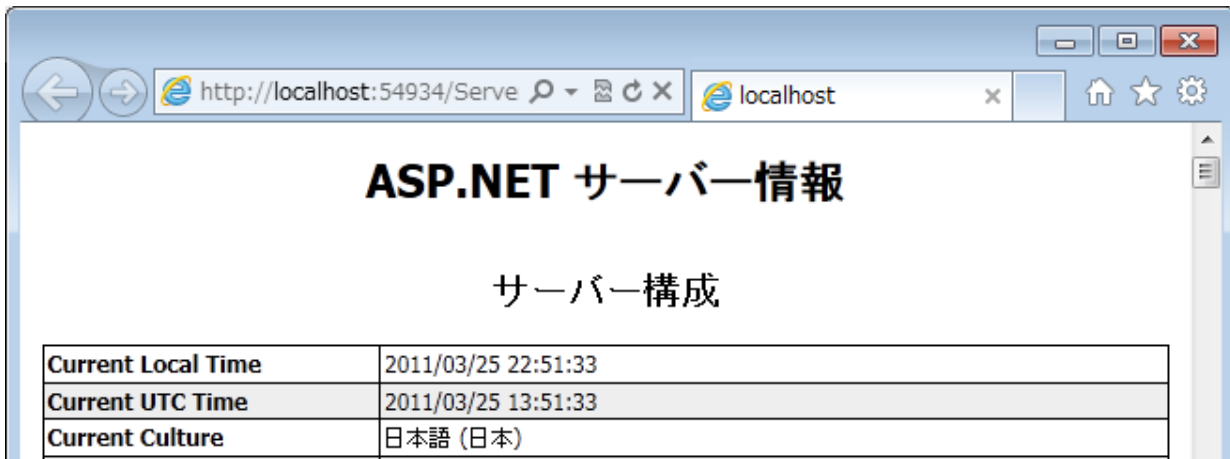 http://localhost:54934/Serve
localhost
ASP.NET サーバー情報
サーバー構成
Current Local Time 2011/03/25 22:51:33
Current UTC Time 2011/03/25 13:51:33
Current Culture 日本語 (日本)